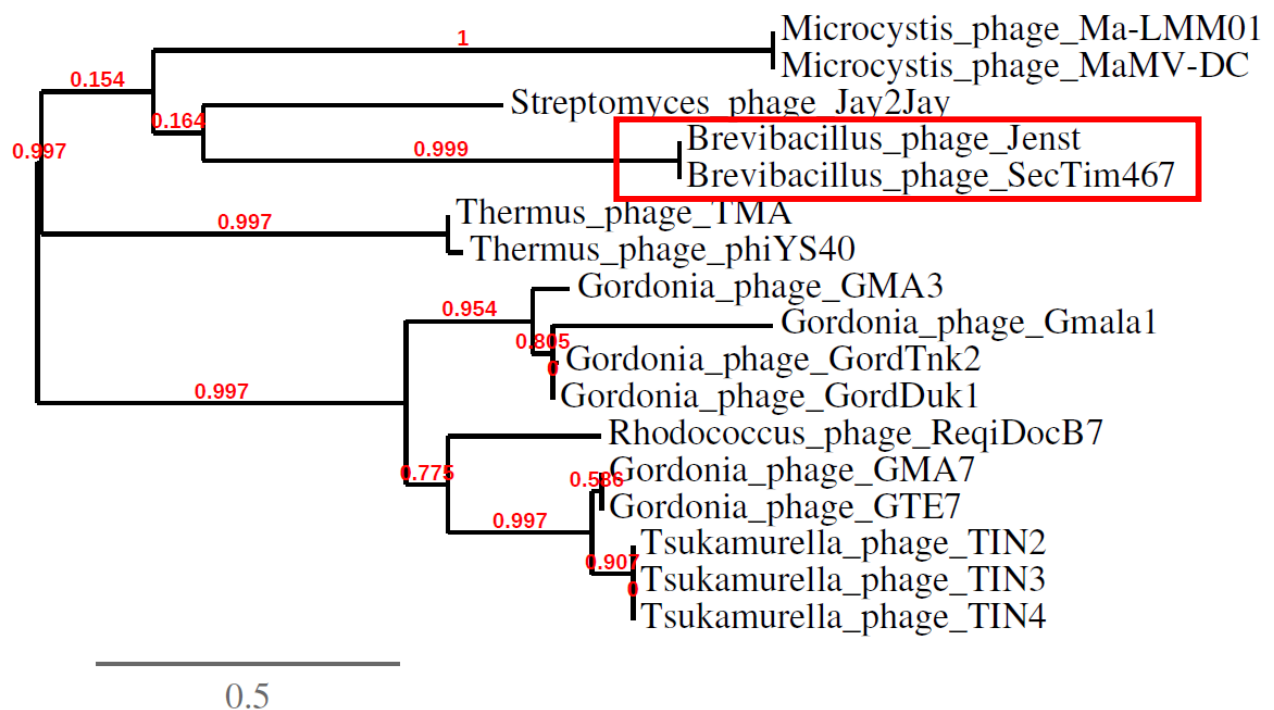 Microcystis_phage_Ma-LMM01
1
Microcystis_phage_MaMV-DC
0.154
Streptomyces_phage_Jay2Jay
0.164
Brevibacillus_phage_Jenst
0.999
0.997
Brevibacillus_phage_SecTim467
Thermus_phage_TMA
0.997
Thermus_phage_phiYS40
Gordonia_phage_GMA3
0.954
Gordonia_phage_Gmala1
0.805
Gordonia_phage_GordTnk2
0
0.997
Gordonia_phage_GordDuk1
Rhodococcus_phage_ReqiDocB7
0.775
Gordonia_phage_GMA7
0.586
Gordonia_phage_GTE7
0.997
Tsukamurella_phage_TIN2
0.907
Tsukamurella_phage_TIN3
0
Tsukamurella_phage_TIN4
0.5